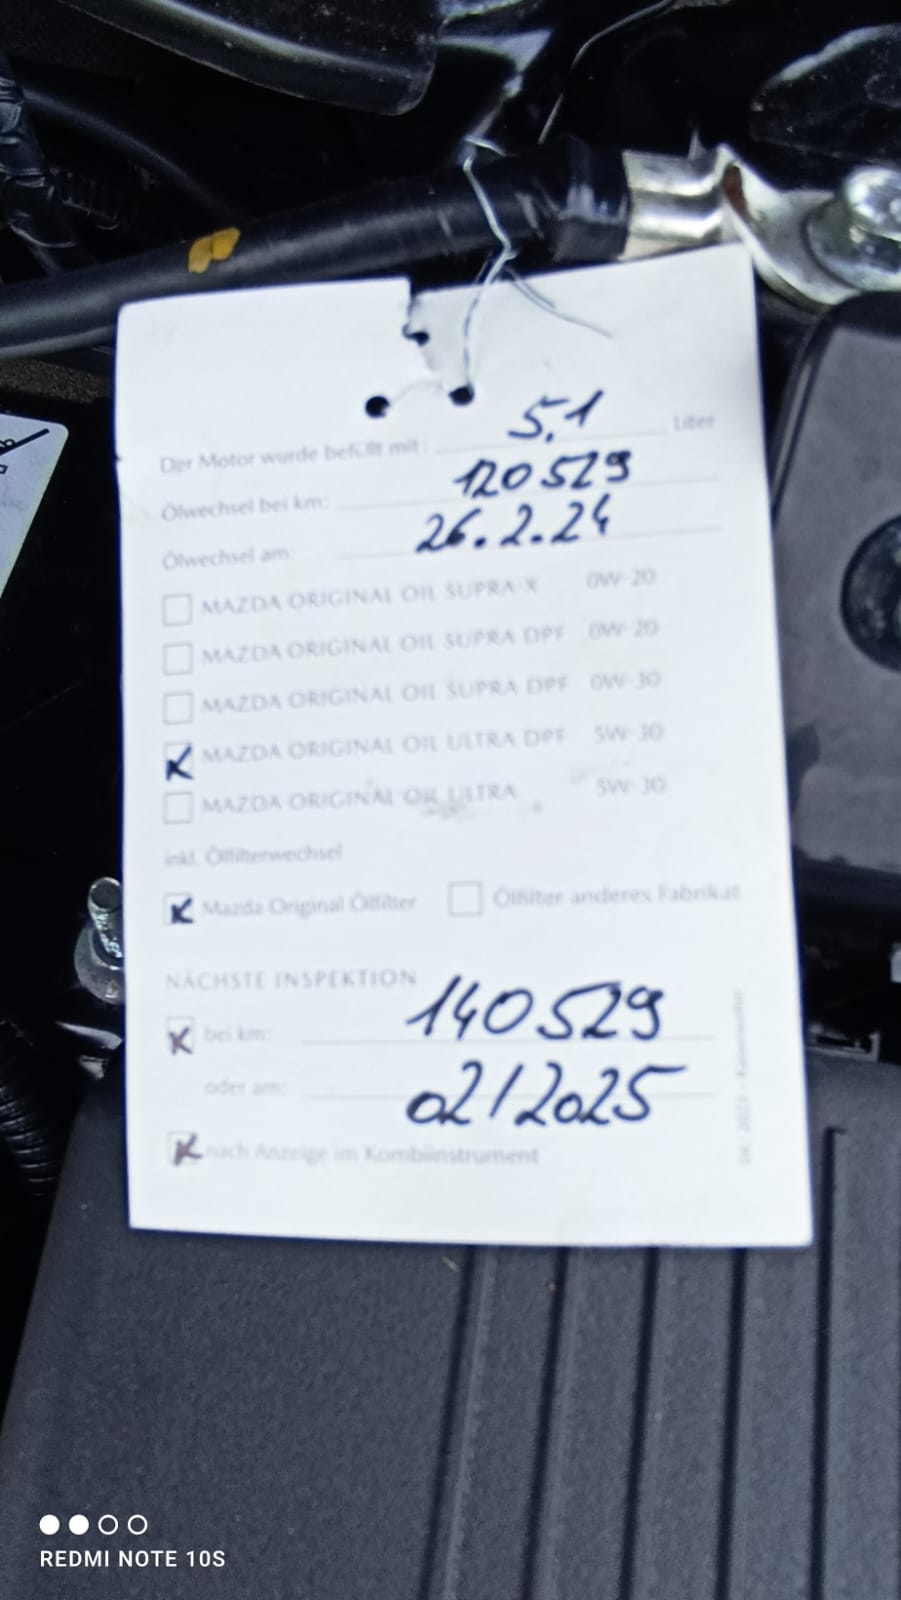 Der Motor wurde befüllt mit: 5,1 Liter
Ölwechsel bei km: 120529
Ölwechsel am: 26.2.24
MAZDA ORIGINAL OIL SUPRA-X 0W-20
MAZDA ORIGINAL OIL SUPRA DPF 0W-20
MAZDA ORIGINAL OIL SUPRA DPF 0W-30
MAZDA ORIGINAL OIL ULTRA DPF 5W-30
MAZDA ORIGINAL OIL ULTRA 5W-30
inkl. Ölfilterwechsel
Mazda Original Ölfilter Ölfilter anderes Fabrikat
NÄCHSTE INSPEKTION
bei km: 140529
oder am: 02/2025
nach Anzeige im Kombiinstrument
REDMI NOTE 10S